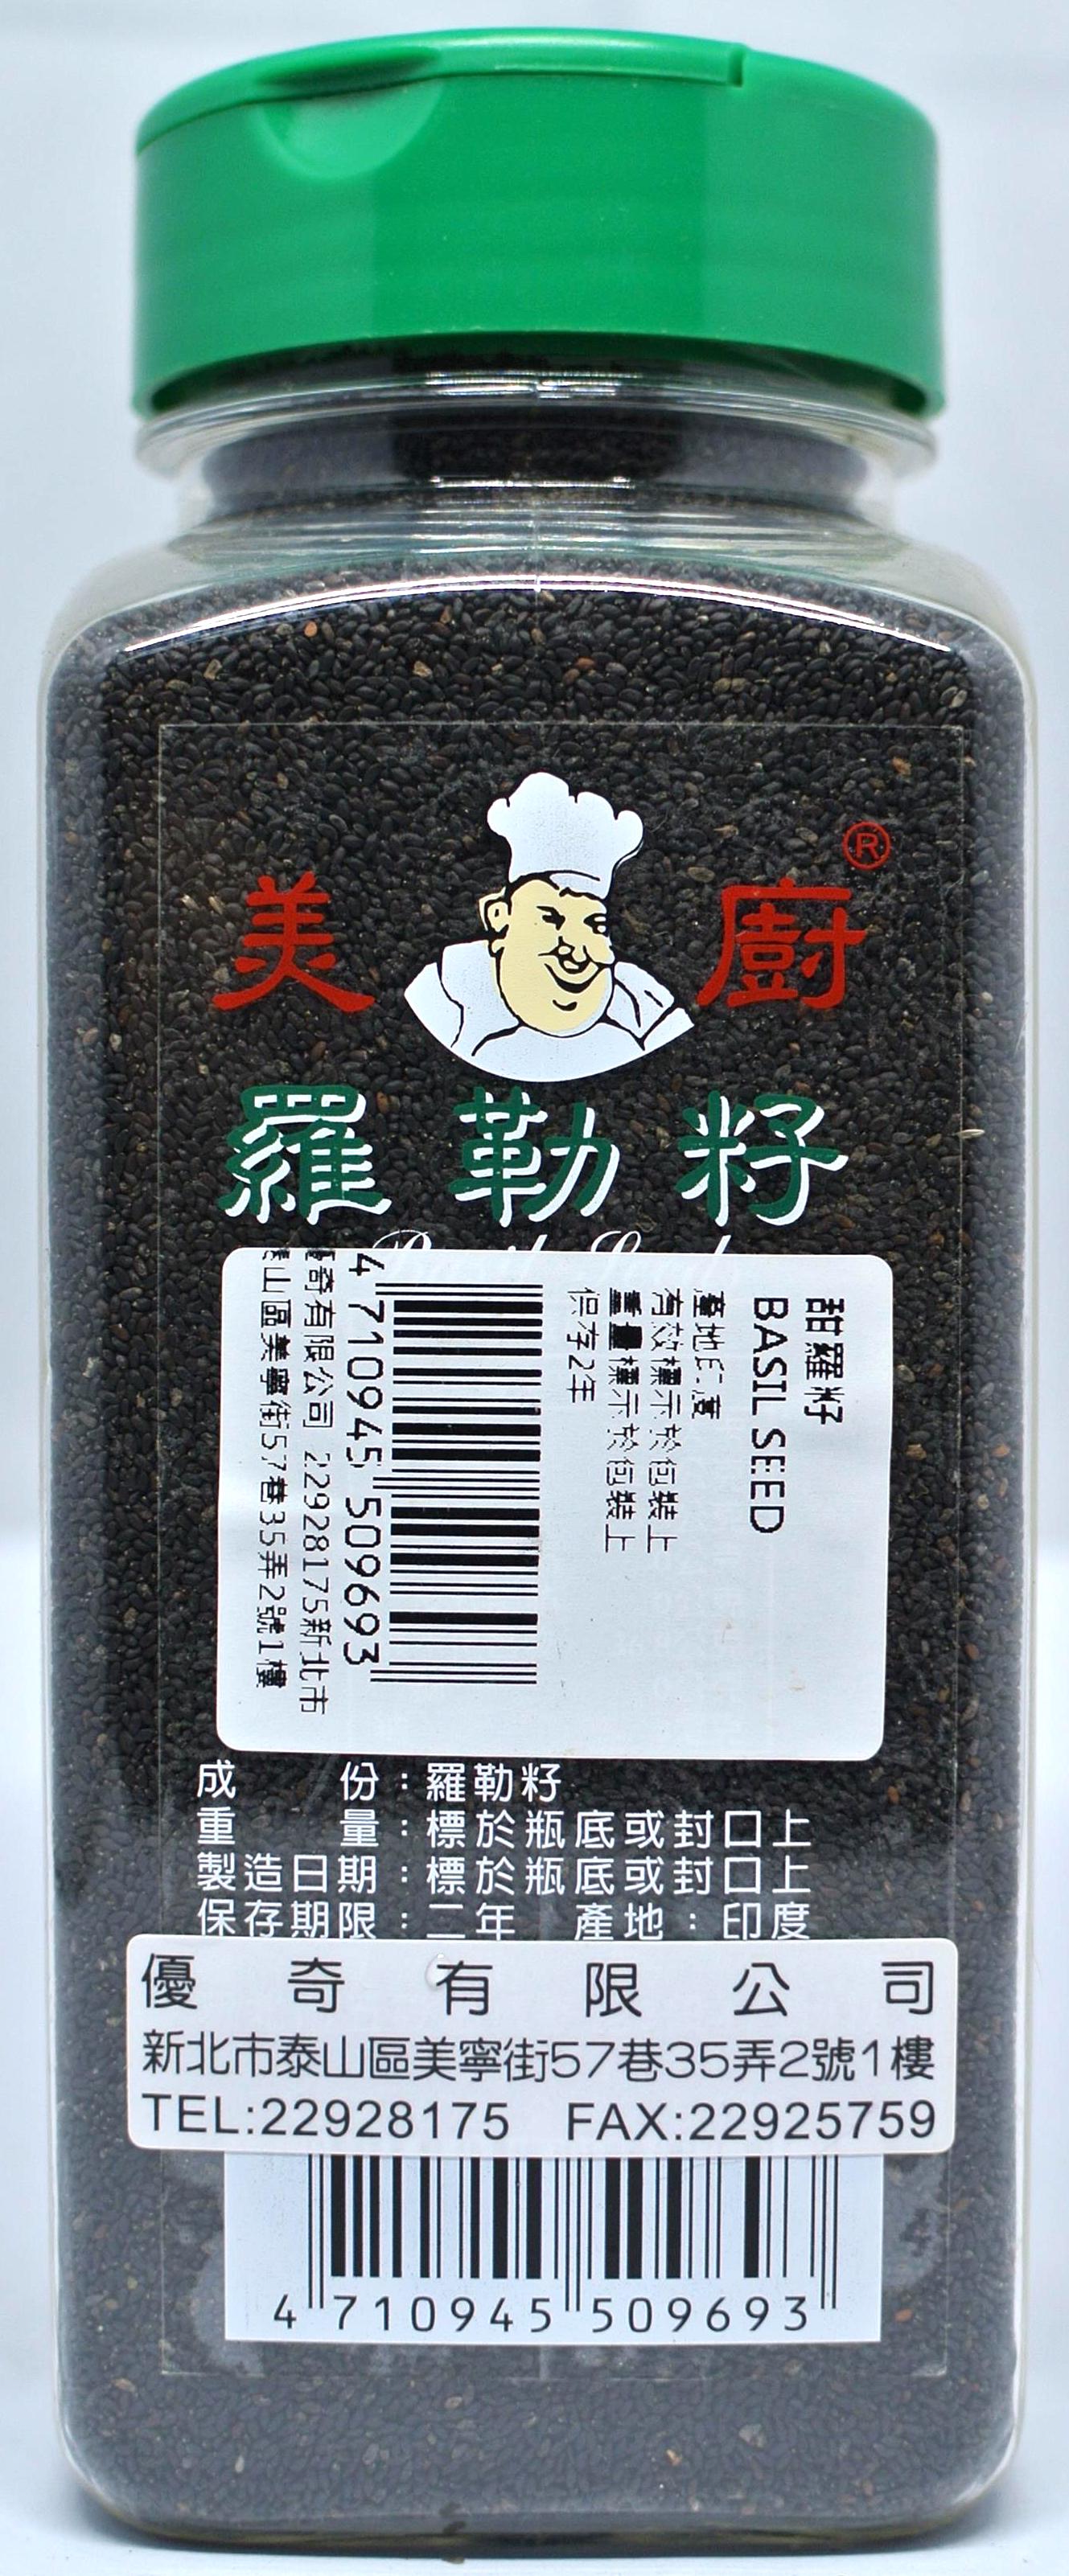 美廚®
羅勒籽
Basil Seed
甜羅籽
BASIL SEED
產地印度
有效標示於包裝上
重量標示於包裝上
保存2年
4 710945 509693
奇有限公司 22928175新北市
山區美寧街57巷35弄2號1樓
成份:羅勒籽
重量:標於瓶底或封口上
製造日期:標於瓶底或封口上
保存期限:二年 產地:印度
優奇有限公司
新北市泰山區美寧街57巷35弄2號1樓
TEL:22928175 FAX:22925759
4 710945 509693